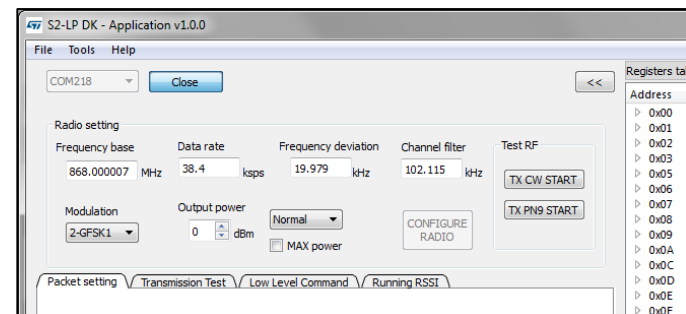 S2-LP DK - Application v1.0.0
File Tools Help
COM218 Close <<
Radio setting
Frequency base Data rate Frequency deviation Channel filter Test RF
868.000007 MHz 38.4 ksps 19.979 kHz 102.115 kHz TX CW START
Modulation Output power TX PN9 START
2-GFSK1 0 dBm Normal CONFIGURE RADIO
MAX power
Packet setting Transmission Test Low Level Command Running RSSI
Registers ta
Address
0x00
0x01
0x02
0x03
0x05
0x06
0x07
0x08
0x09
0x0A
0x0C
0x0D
0x0E
0x0F